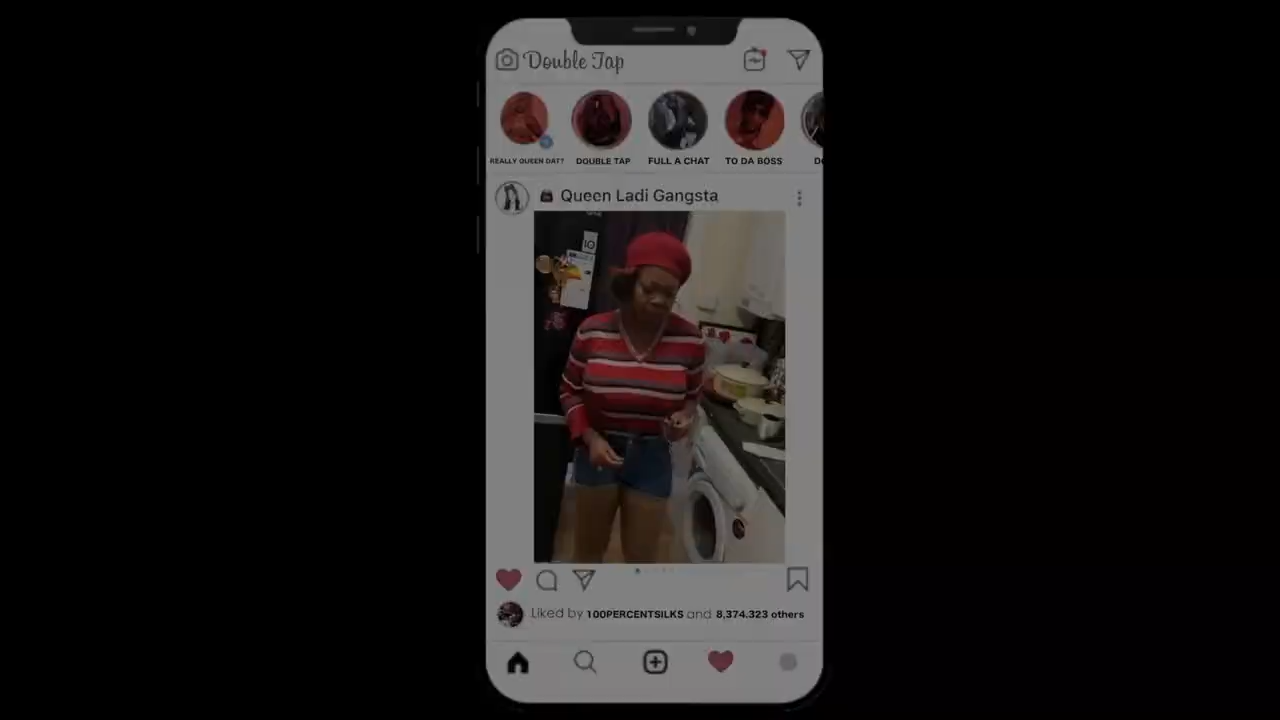 Double Tap
REALLY QUEEN DAT?
DOUBLE TAP
FULL A CHAT
TO DA BOSS
Queen Ladi Gangsta
10
Liked by 100PERCENTSILKS and 8,374.323 others